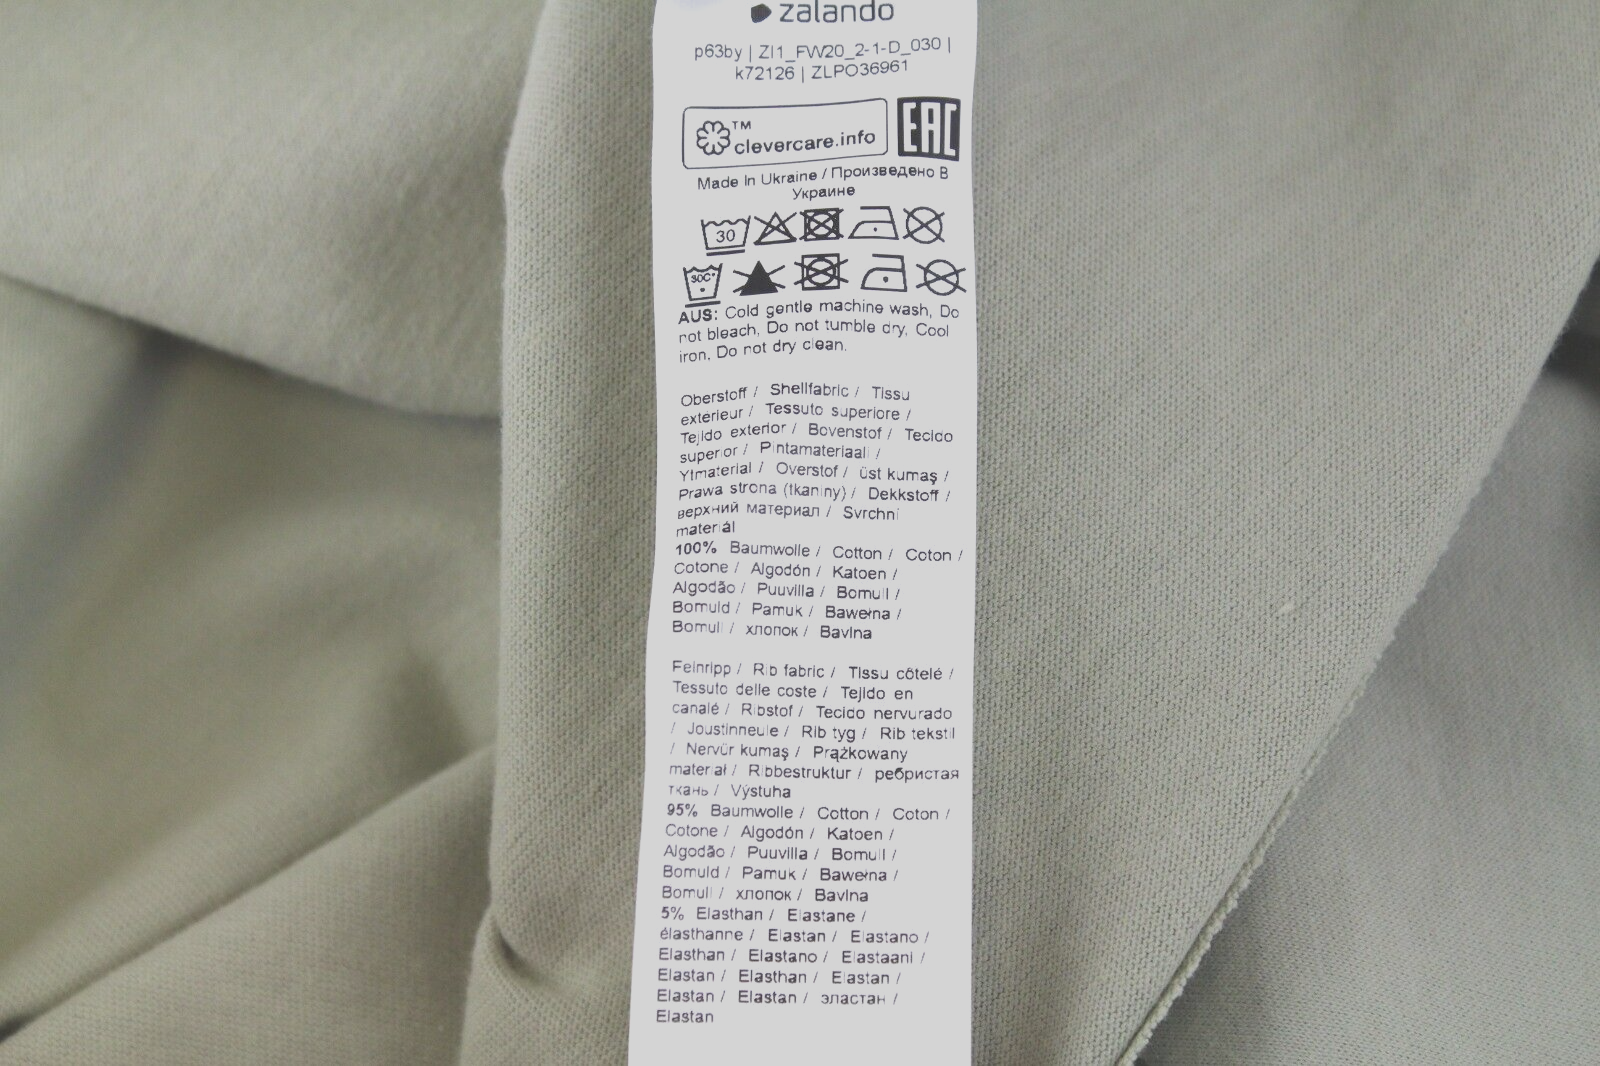 zalando
p63by | ZI1_FW20_2-1-D_030 |
k72126 | ZLPO36961
TM
clevercare.info
EAC
Made In Ukraine / Произведено В
Украине
30
30C°
AUS: Cold gentle machine wash, Do
not bleach, Do not tumble dry, Cool
iron, Do not dry clean.
Oberstoff / Shellfabric / Tissu
exterieur / Tessuto superiore /
Tejido exterior / Bovenstof / Tecido
superior / Pintamateriaali /
Ytmaterial / Overstof / üst kumaş /
Prawa strona (tkaniny) / Dekkstoff /
верхний материал / Svrchní
materiál
100% Baumwolle / Cotton / Coton /
Cotone / Algodón / Katoen /
Algodão / Puuvilla / Bomull /
Bomuld / Pamuk / Bawełna /
Bomull / хлопок / Bavlna
Feinripp / Rib fabric / Tissu côtelé /
Tessuto delle coste / Tejido en
canalé / Ribstof / Tecido nervurado
/ Joustinneule / Rib tyg / Rib tekstil
/ Nervür kumaş / Prążkowany
materiał / Ribbestruktur / ребристая
ткань / Výstuha
95% Baumwolle / Cotton / Coton /
Cotone / Algodón / Katoen /
Algodão / Puuvilla / Bomull /
Bomuld / Pamuk / Bawełna /
Bomull / хлопок / Bavlna
5% Elasthan / Elastane /
élasthanne / Elastan / Elastano /
Elasthan / Elastano / Elastaani /
Elastan / Elasthan / Elastan /
Elastan / Elastan / эластан /
Elastan